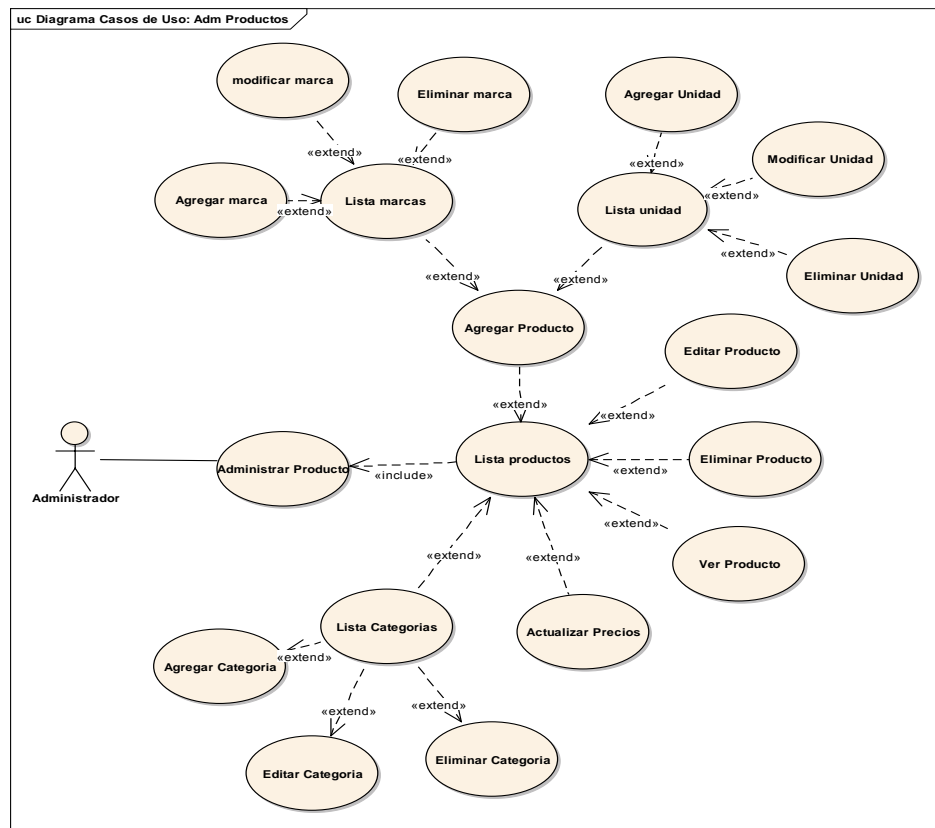 uc Diagrama Casos de Uso: Adm Productos
modificar marca
Eliminar marca
Agregar Unidad
Modificar Unidad
«extend»
«extend»
«extend»
«extend»
Agregar marca
«extend»
Lista marcas
Lista unidad
«extend»
«extend»
«extend»
Eliminar Unidad
Agregar Producto
Editar Producto
«extend»
«extend»
Administrador
Administrar Producto
«include»
Lista productos
«extend»
Eliminar Producto
«extend»
Ver Producto
«extend»
«extend»
Lista Categorias
Actualizar Precios
Agregar Categoria
«extend»
«extend»
«extend»
Editar Categoria
Eliminar Categoria